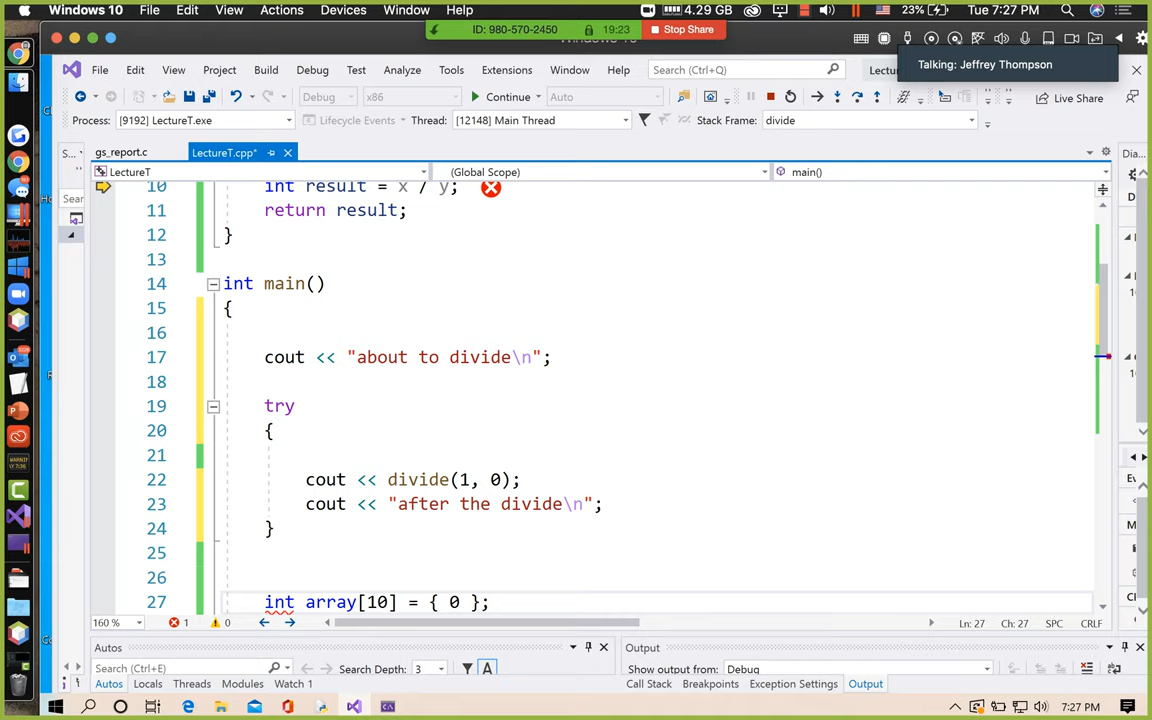 Windows 10 File Edit View Actions Devices Window Help 4.29 GB 23% Tue 7:27 PM
ID: 980-570-2450 19:23 Stop Share
Talking: Jeffrey Thompson
File Edit View Project Build Debug Test Analyze Tools Extensions Window Help Search (Ctrl+Q) Lectu
Debug x86 Continue Auto Live Share
Process: [9192] LectureT.exe Lifecycle Events Thread: [12148] Main Thread Stack Frame: divide
S... gs_report.c LectureT.cpp* Dia...
LectureT (Global Scope) main()
Sear
10 int result = x / y;
11 return result;
12 }
13
14 int main()
15 {
16
17 cout << "about to divide\n";
18
19 try
20 {
21
22 cout << divide(1, 0);
23 cout << "after the divide\n";
24 }
25
26
27 int array[10] = { 0 };
160 % 1 0 Ln: 27 Ch: 27 SPC CRLF
Autos Output
Search (Ctrl+E) Search Depth: 3 A Show output from: Debug
Autos Locals Threads Modules Watch 1 Call Stack Breakpoints Exception Settings Output
7:27 PM